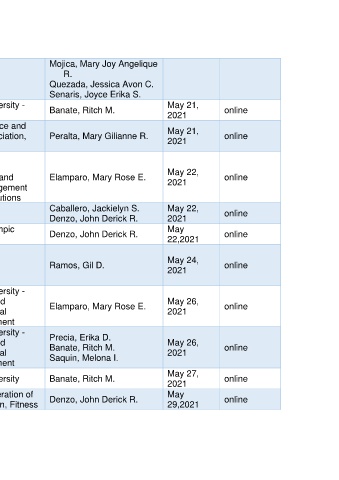 Mojica, Mary Joy Angelique
R.
Quezada, Jessica Avon C.
Senaris, Joyce Erika S.
ersity -
Banate, Ritch M.
May 21,
2021
online
ce and
ciation,
Peralta, Mary Gilianne R.
May 21,
2021
online
and
gement
utions
Elamparo, Mary Rose E.
May 22,
2021
online
Caballero, Jackielyn S.
Denzo, John Derick R.
May 22,
2021
online
mpic
Denzo, John Derick R.
May
22,2021
online
Ramos, Gil D.
May 24,
2021
online
ersity -
d
al
ment
Elamparo, Mary Rose E.
May 26,
2021
online
ersity -
d
al
ment
Precia, Erika D.
Banate, Ritch M.
Saquin, Melona I.
May 26,
2021
online
ersity
Banate, Ritch M.
May 27,
2021
online
eration of
n, Fitness
Denzo, John Derick R.
May
29,2021
online